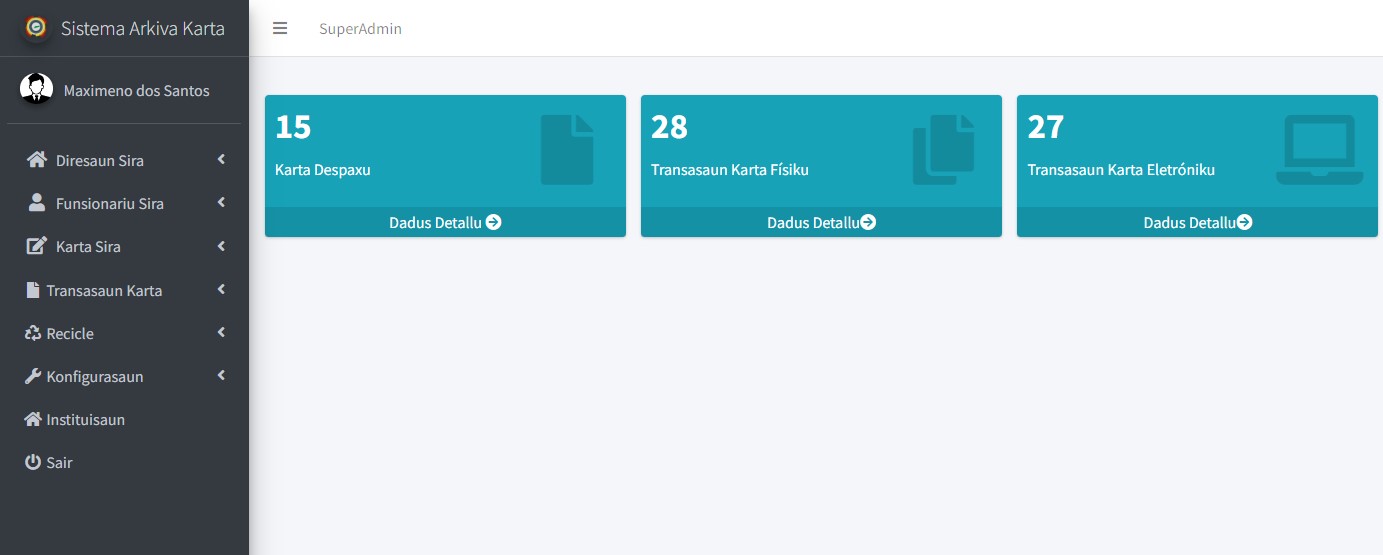 Sistema Arkiva Karta
SuperAdmin
Maximeno dos Santos
Diresaun Sira
Funsionariu Sira
Karta Sira
Transasaun Karta
Recicle
Konfigurasaun
Instituisaun
Sair
15
Karta Despaxu
Dadus Detallu
28
Transasaun Karta Físiku
Dadus Detallu
27
Transasaun Karta Eletróniku
Dadus Detallu